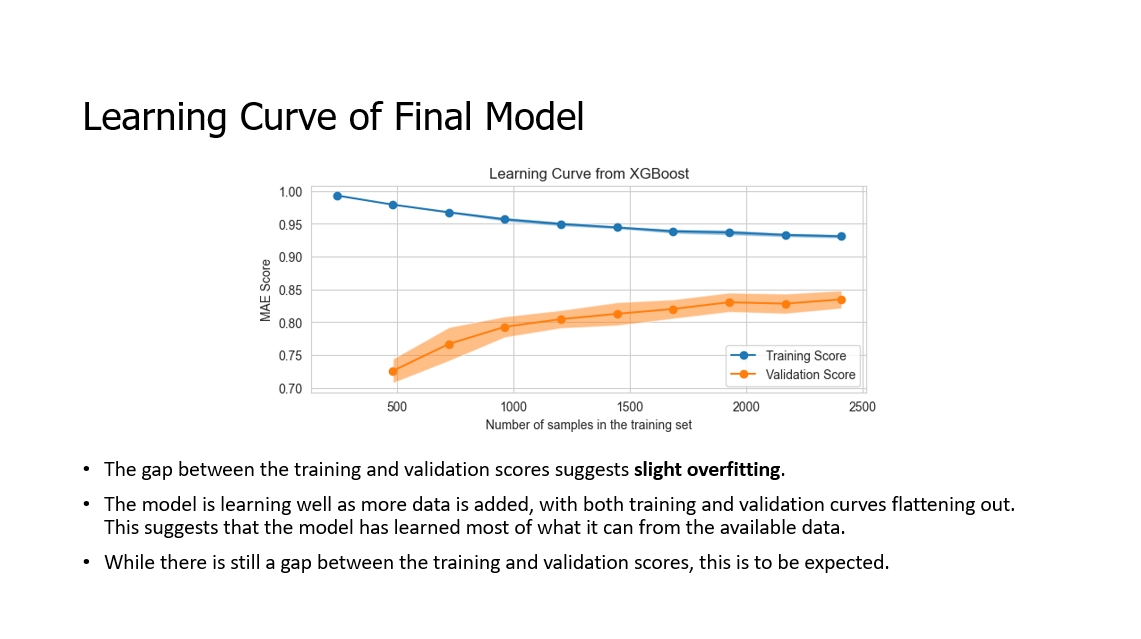 Learning Curve of Final Model
Learning Curve from XGBoost
1.00
0.95
0.90
0.85
0.80
0.75
0.70
MAE Score
Training Score
Validation Score
500 1000 1500 2000 2500
Number of samples in the training set
• The gap between the training and validation scores suggests slight overfitting.
• The model is learning well as more data is added, with both training and validation curves flattening out.
This suggests that the model has learned most of what it can from the available data.
• While there is still a gap between the training and validation scores, this is to be expected.